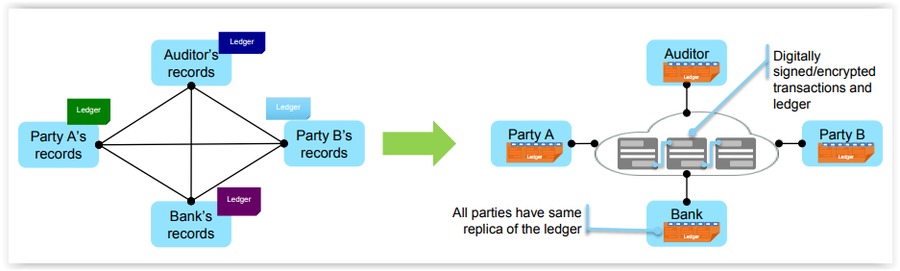 Ledger
Auditor's
records
Ledger
Party A's
records
Ledger
Party B's
records
Ledger
Bank's
records
Auditor
Ledger
Digitally
signed/encrypted
transactions and
ledger
Party A
Ledger
Party B
Ledger
All parties have same
replica of the ledger
Bank
Ledger